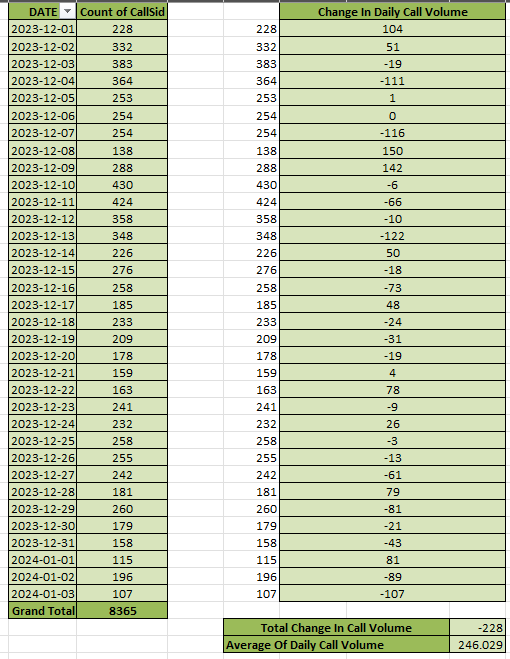 DATE Count of CallSid Change In Daily Call Volume
2023-12-01 228 228 104
2023-12-02 332 332 51
2023-12-03 383 383 -19
2023-12-04 364 364 -111
2023-12-05 253 253 1
2023-12-06 254 254 0
2023-12-07 254 254 -116
2023-12-08 138 138 150
2023-12-09 288 288 142
2023-12-10 430 430 -6
2023-12-11 424 424 -66
2023-12-12 358 358 -10
2023-12-13 348 348 -122
2023-12-14 226 226 50
2023-12-15 276 276 -18
2023-12-16 258 258 -73
2023-12-17 185 185 48
2023-12-18 233 233 -24
2023-12-19 209 209 -31
2023-12-20 178 178 -19
2023-12-21 159 159 4
2023-12-22 163 163 78
2023-12-23 241 241 -9
2023-12-24 232 232 26
2023-12-25 258 258 -3
2023-12-26 255 255 -13
2023-12-27 242 242 -61
2023-12-28 181 181 79
2023-12-29 260 260 -81
2023-12-30 179 179 -21
2023-12-31 158 158 -43
2024-01-01 115 115 81
2024-01-02 196 196 -89
2024-01-03 107 107 -107
Grand Total 8365
Total Change In Call Volume -228
Average Of Daily Call Volume 246.029